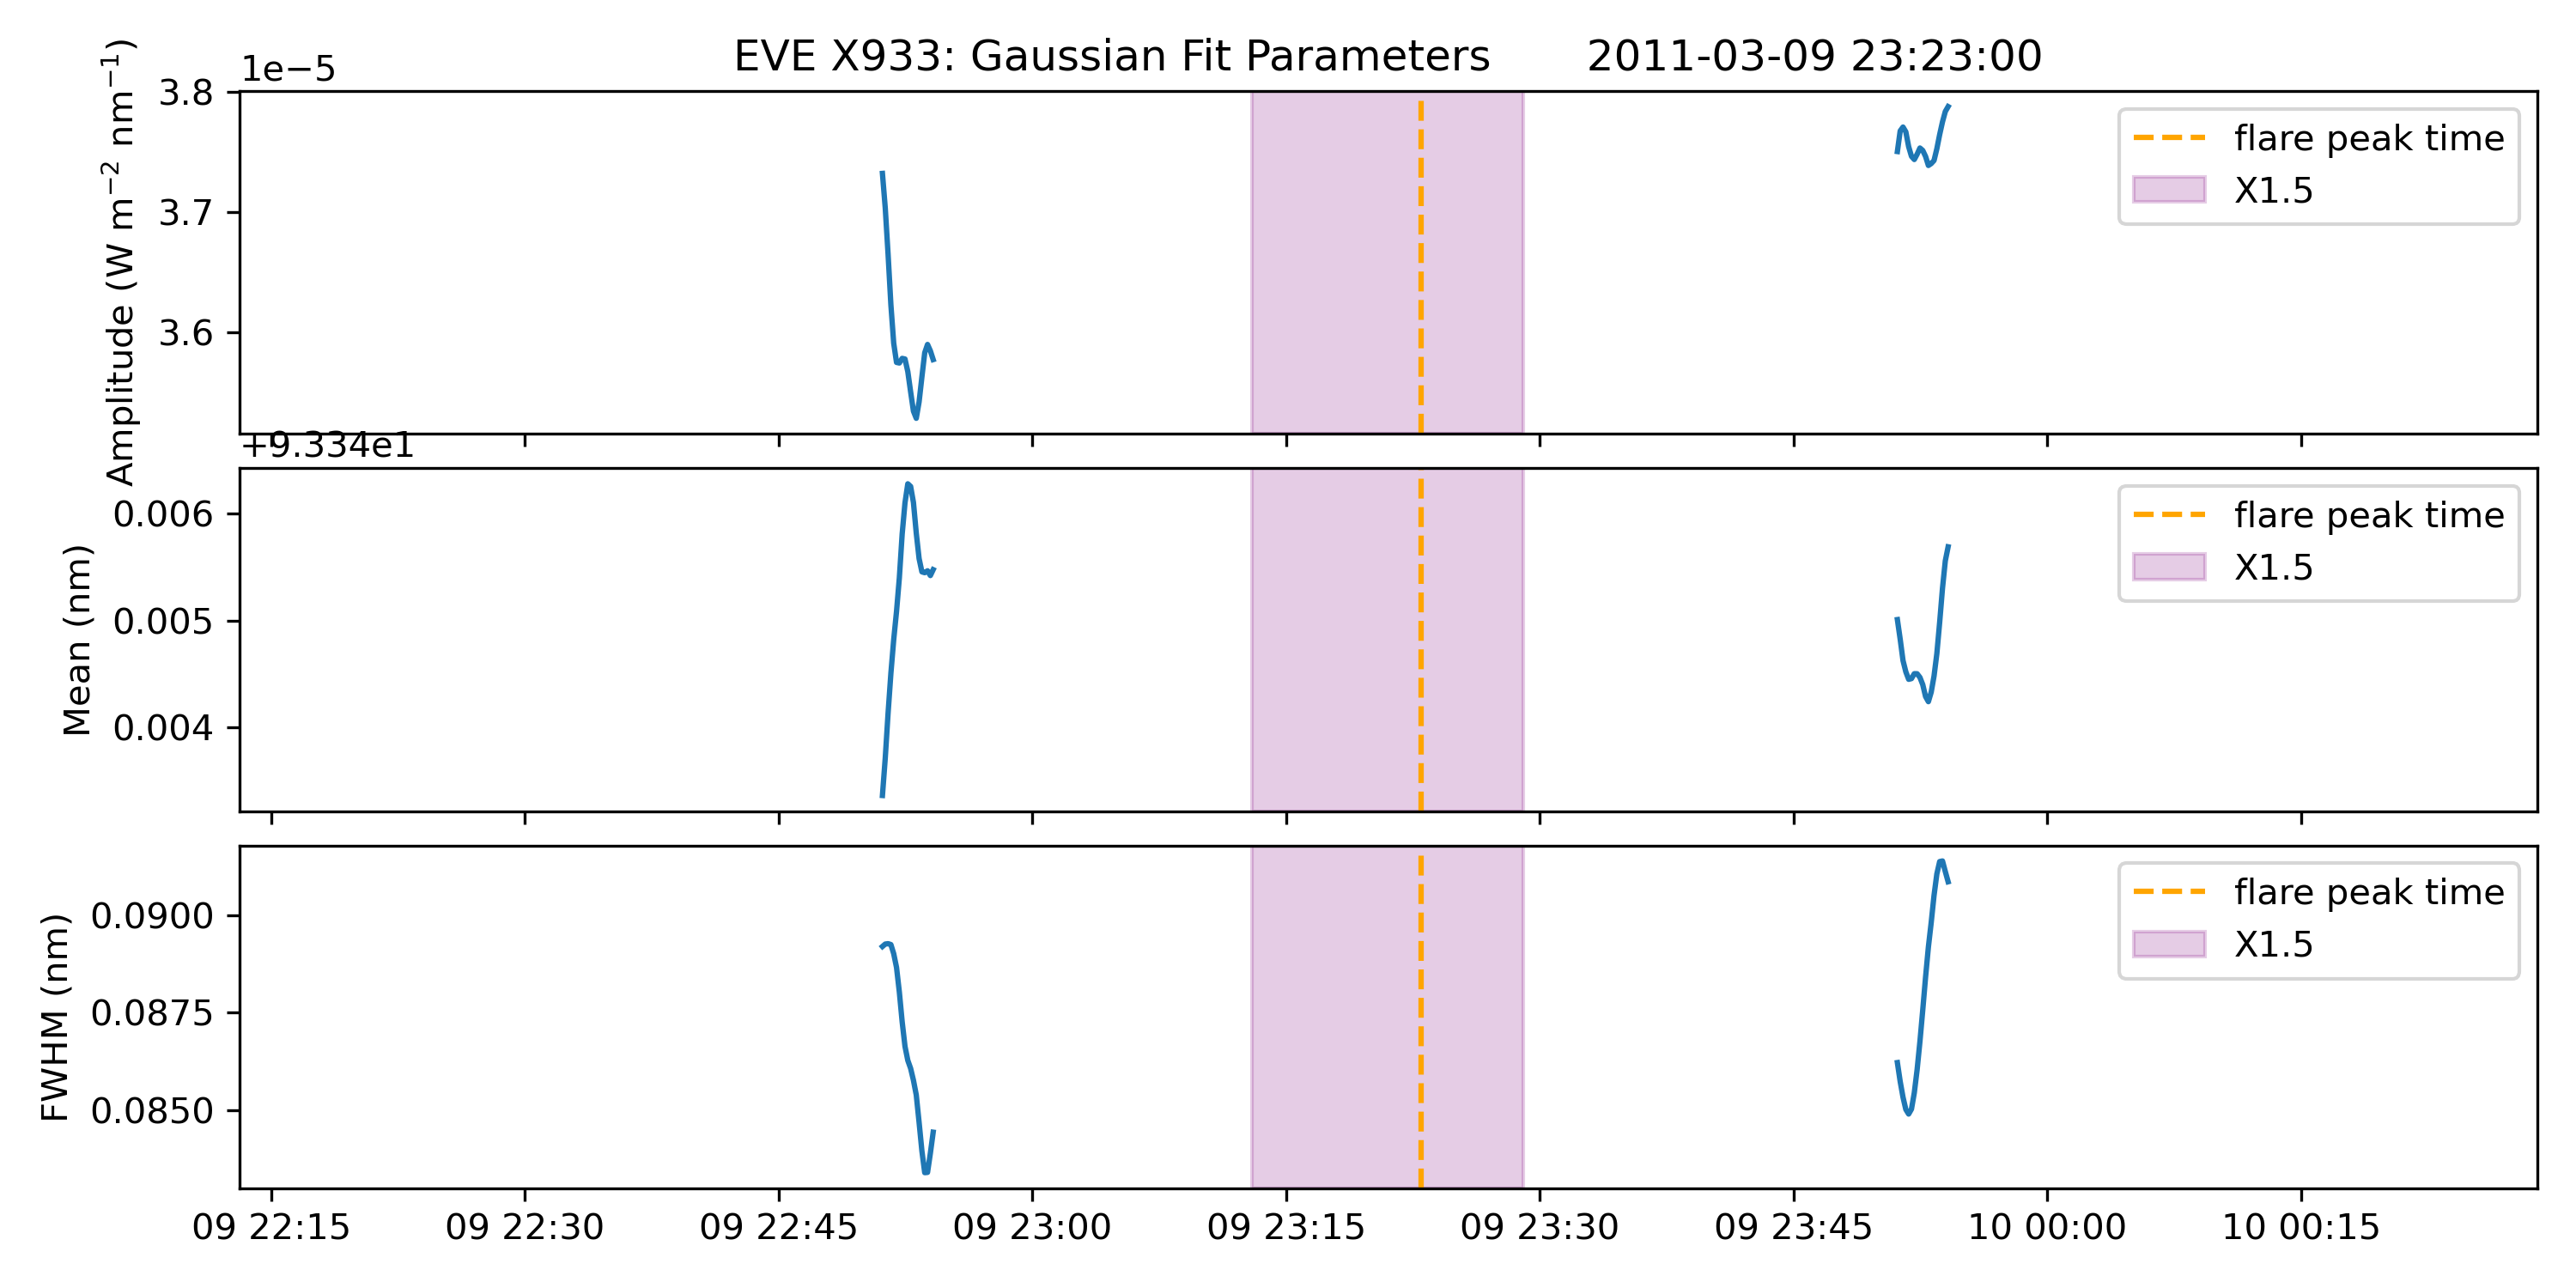 EVE X933: Gaussian Fit Parameters 2011-03-09 23:23:00
1e−5
Amplitude (W m⁻² nm⁻¹)
3.8
3.7
3.6
flare peak time
X1.5
+9.334e1
Mean (nm)
0.006
0.005
0.004
flare peak time
X1.5
FWHM (nm)
0.0900
0.0875
0.0850
flare peak time
X1.5
09 22:15 09 22:30 09 22:45 09 23:00 09 23:15 09 23:30 09 23:45 10 00:00 10 00:15